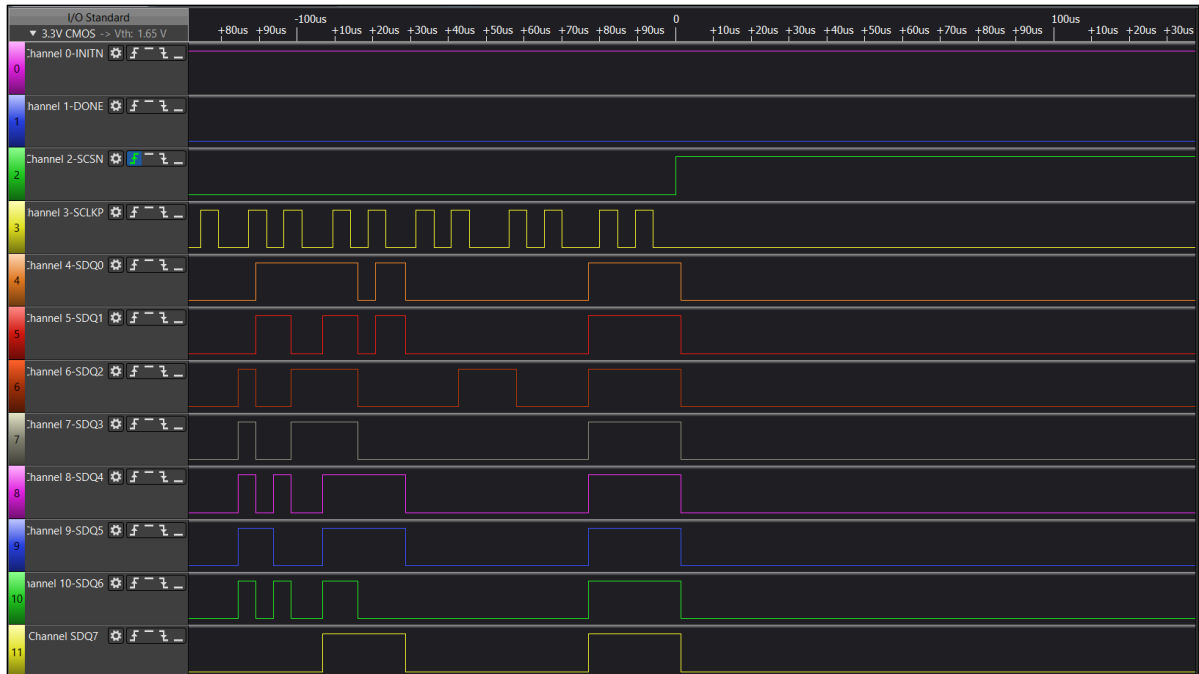 I/O Standard
▼ 3.3V CMOS -> Vth: 1.65 V
-100us 0 100us
+80us +90us +10us +20us +30us +40us +50us +60us +70us +80us +90us +10us +20us +30us +40us +50us +60us +70us +80us +90us +10us +20us +30us
0 Channel 0-INITN
1 hannel 1-DONE
2 Channel 2-SCSN
3 hannel 3-SCLKP
4 Channel 4-SDQ0
5 Channel 5-SDQ1
6 Channel 6-SDQ2
7 Channel 7-SDQ3
8 Channel 8-SDQ4
9 Channel 9-SDQ5
10 hannel 10-SDQ6
11 Channel SDQ7